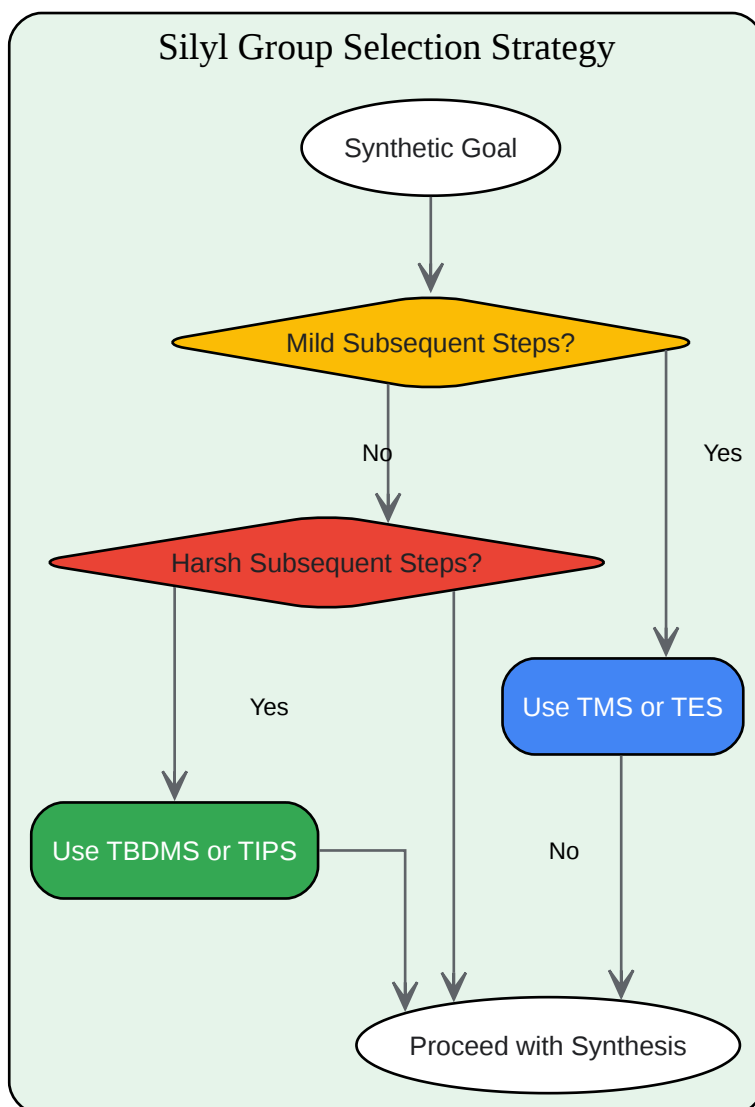 Silyl Group Selection Strategy
Synthetic Goal
Mild Subsequent Steps?
No
Yes
Harsh Subsequent Steps?
Yes
Use TMS or TES
Use TBDMS or TIPS
No
Proceed with Synthesis